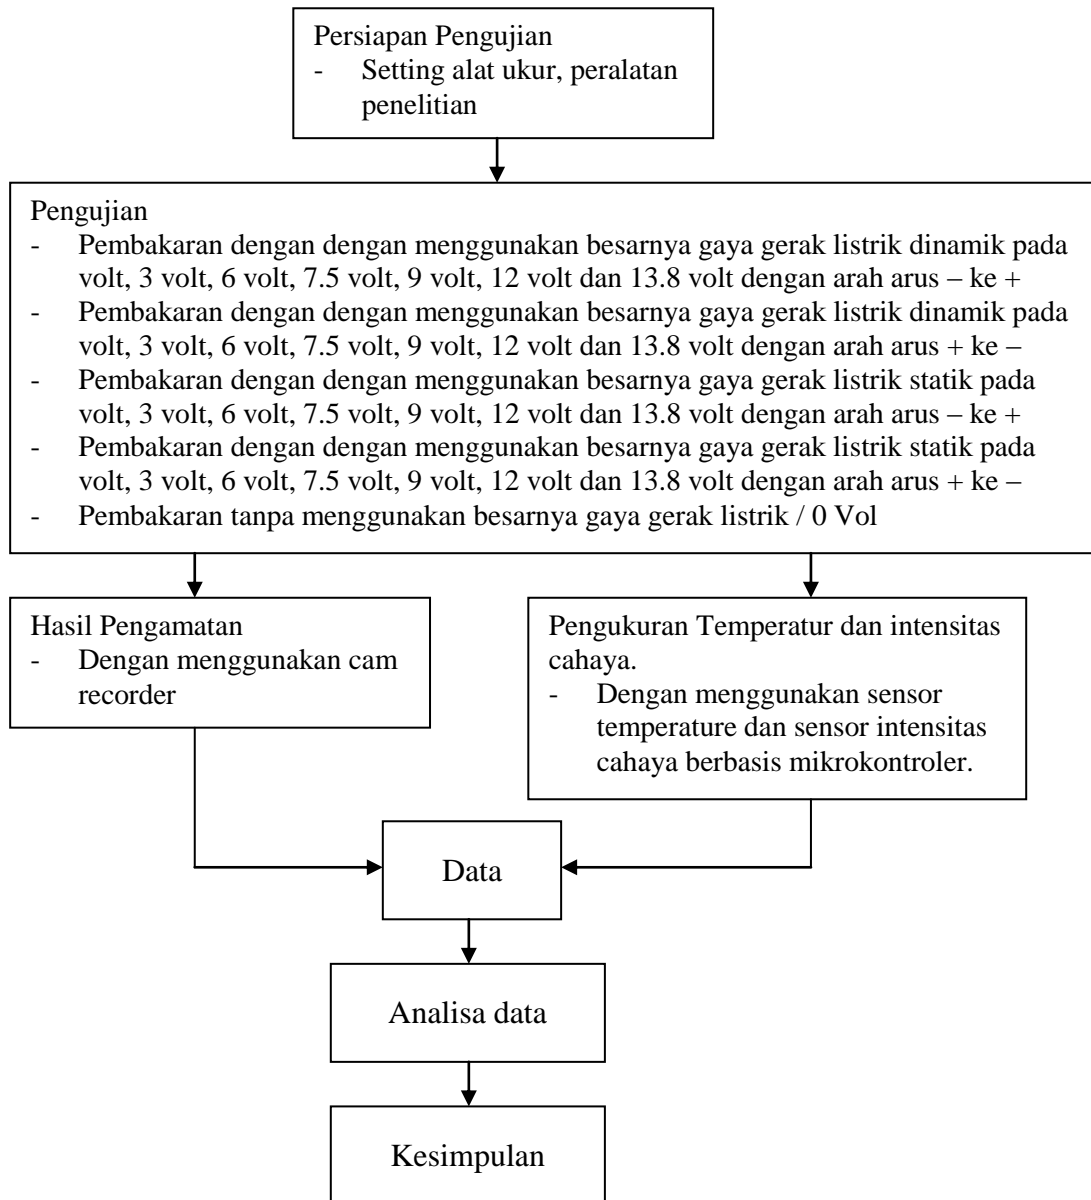 Persiapan Pengujian
- Setting alat ukur, peralatan
penelitian
Pengujian
- Pembakaran dengan dengan menggunakan besarnya gaya gerak listrik dinamik pada
volt, 3 volt, 6 volt, 7.5 volt, 9 volt, 12 volt dan 13.8 volt dengan arah arus – ke +
- Pembakaran dengan dengan menggunakan besarnya gaya gerak listrik dinamik pada
volt, 3 volt, 6 volt, 7.5 volt, 9 volt, 12 volt dan 13.8 volt dengan arah arus + ke –
- Pembakaran dengan dengan menggunakan besarnya gaya gerak listrik statik pada
volt, 3 volt, 6 volt, 7.5 volt, 9 volt, 12 volt dan 13.8 volt dengan arah arus – ke +
- Pembakaran dengan dengan menggunakan besarnya gaya gerak listrik statik pada
volt, 3 volt, 6 volt, 7.5 volt, 9 volt, 12 volt dan 13.8 volt dengan arah arus + ke –
- Pembakaran tanpa menggunakan besarnya gaya gerak listrik / 0 Vol
Hasil Pengamatan
- Dengan menggunakan cam
recorder
Pengukuran Temperatur dan intensitas
cahaya.
- Dengan menggunakan sensor
temperature dan sensor intensitas
cahaya berbasis mikrokontroler.
Data
Analisa data
Kesimpulan